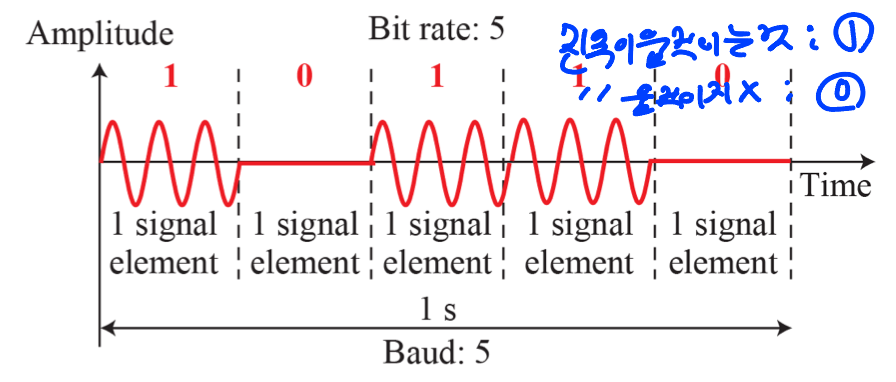 Amplitude
Bit rate: 5
진폭이 움직이는 것 : ①
〃 움직이지 X : ⓪
1 0 1 1 0
Time
1 signal element
1 signal element
1 signal element
1 signal element
1 signal element
1 s
Baud: 5